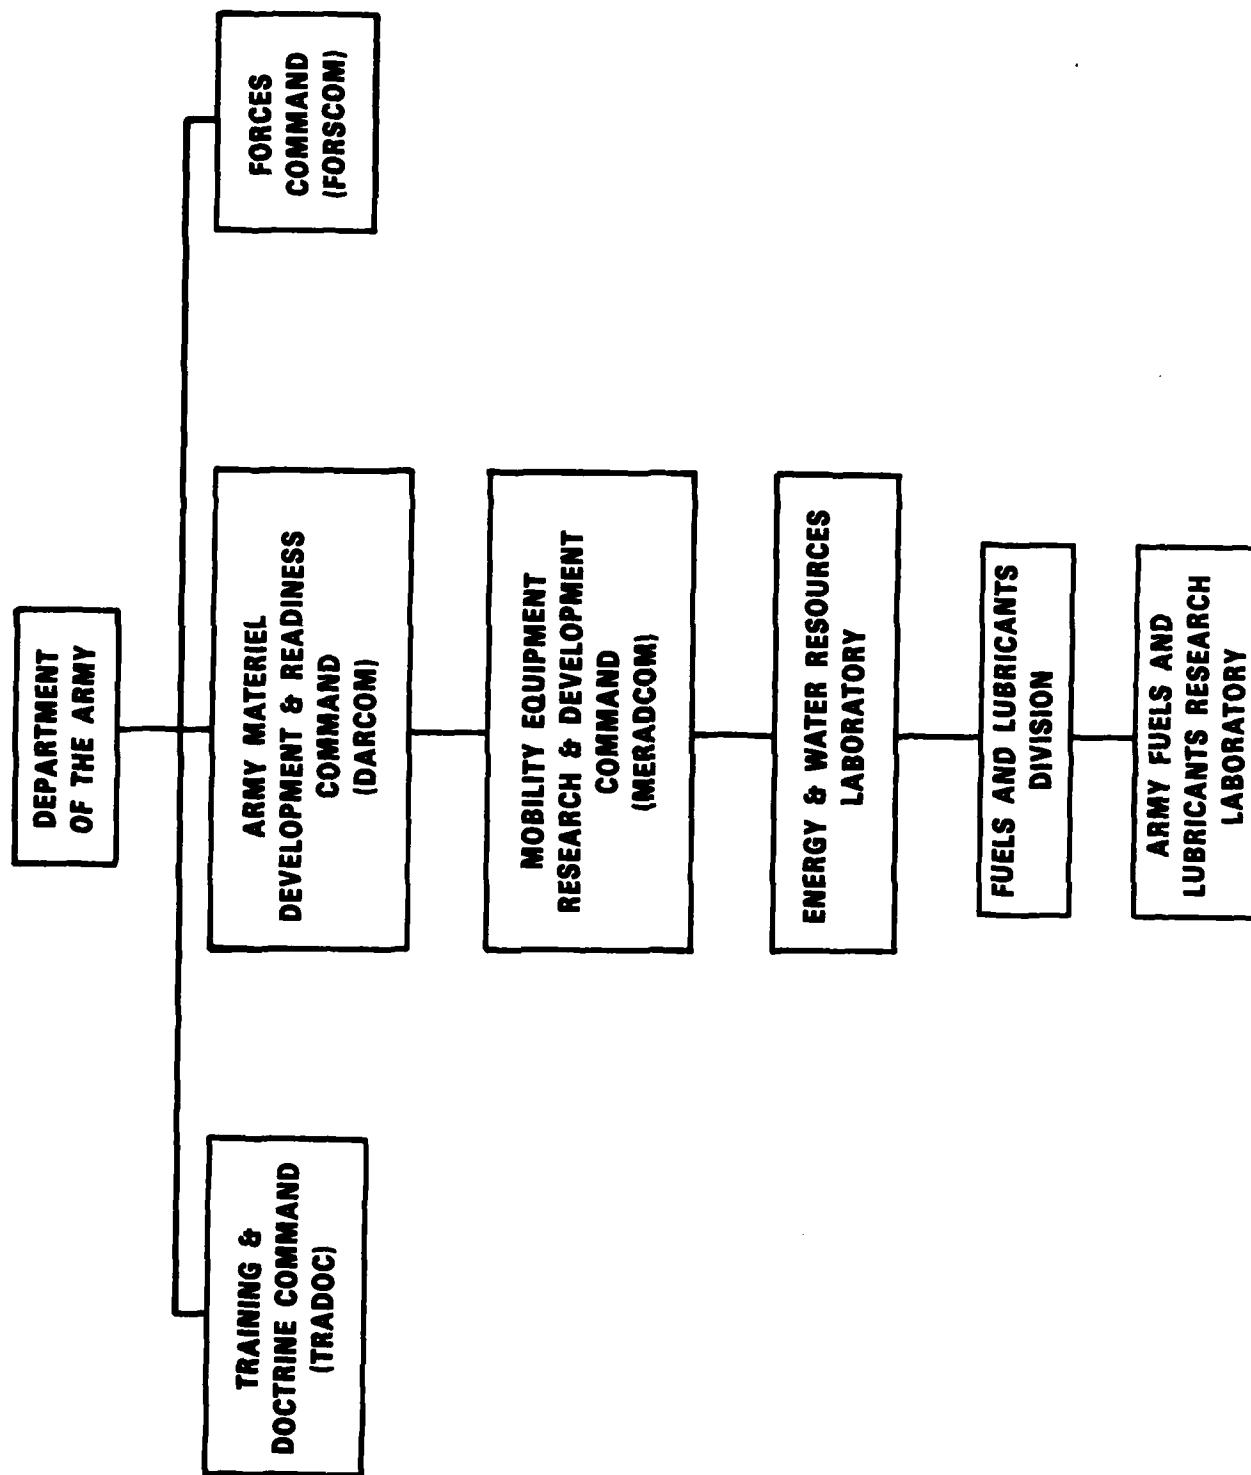 DEPARTMENT
OF THE ARMY
TRAINING &
DOCTRINE COMMAND
(TRADOC)
ARMY MATERIEL
DEVELOPMENT & READINESS
COMMAND
(DARCOM)
FORCES
COMMAND
(FORSCOM)
MOBILITY EQUIPMENT
RESEARCH & DEVELOPMENT
COMMAND
(MERADCOM)
ENERGY & WATER RESOURCES
LABORATORY
FUELS AND LUBRICANTS
DIVISION
ARMY FUELS AND
LUBRICANTS RESEARCH
LABORATORY